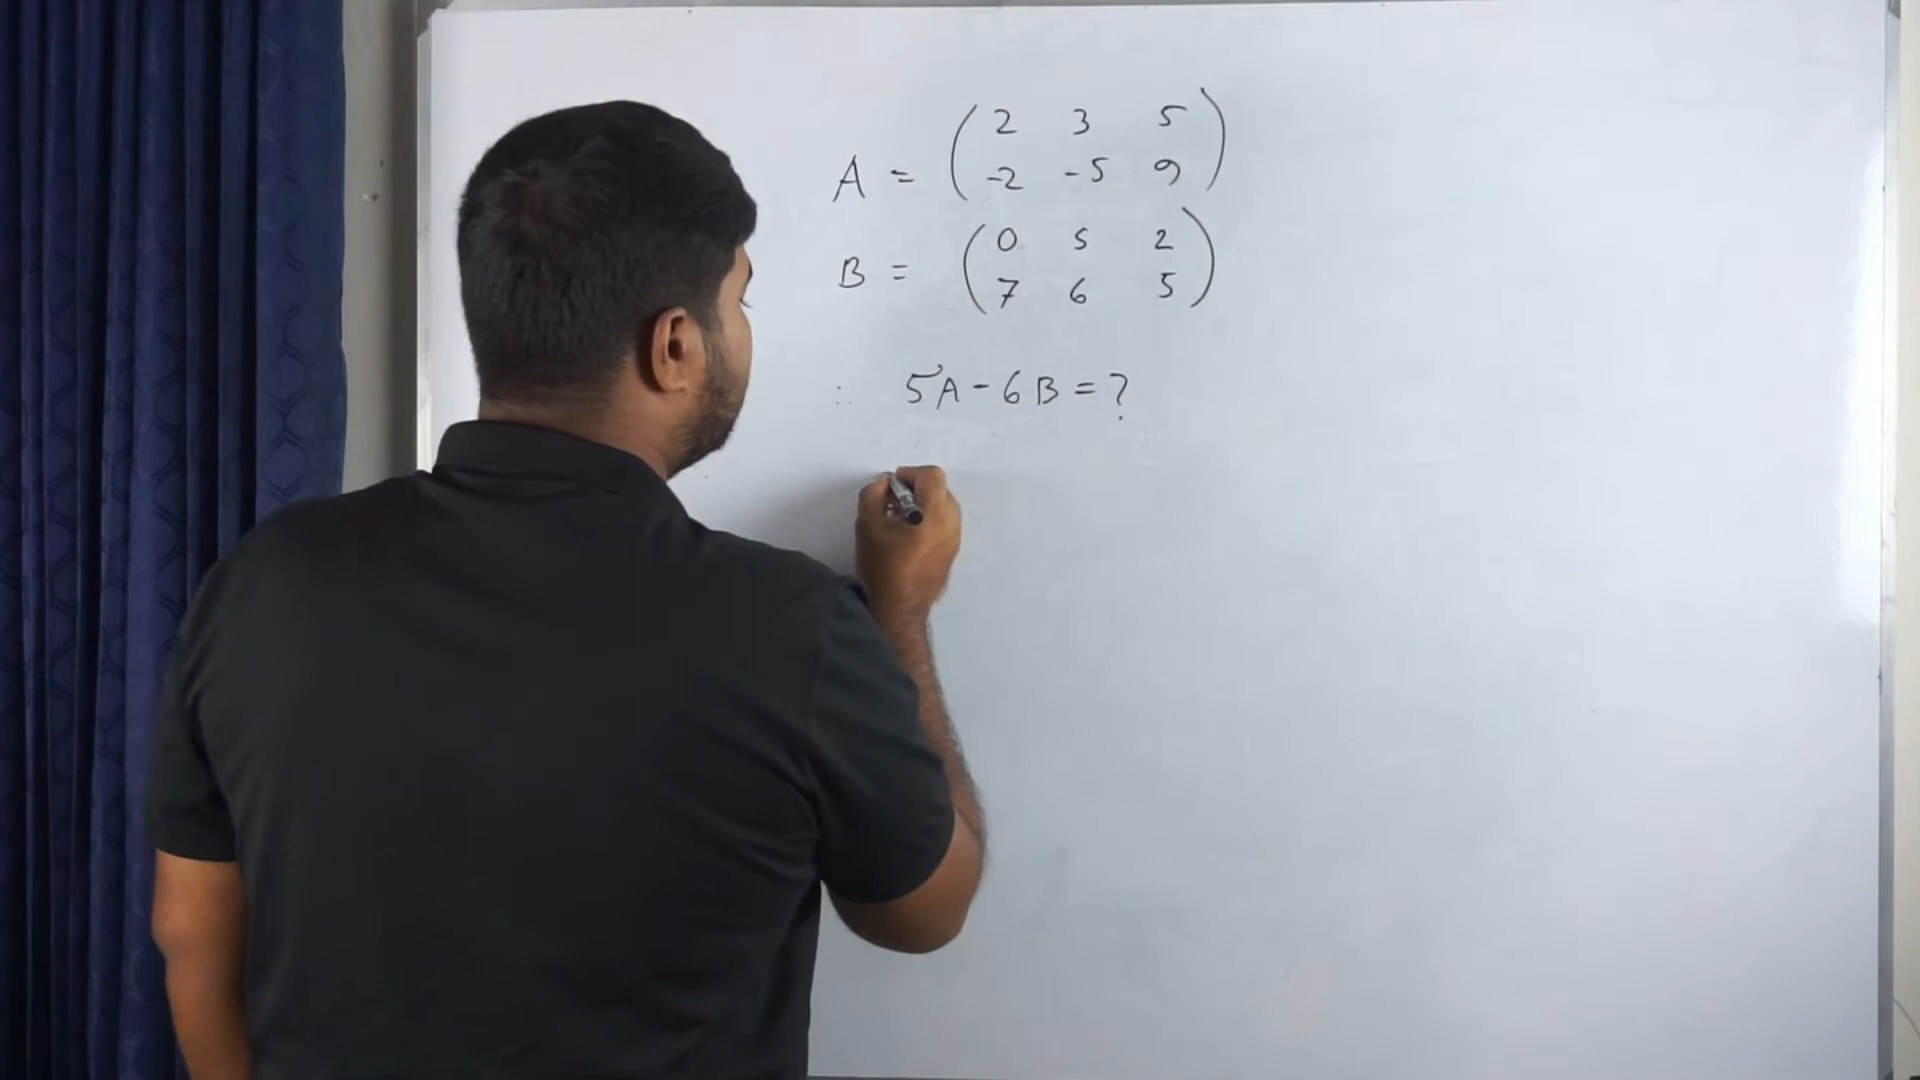 A = ( 2 3 5
-2 -5 9 )
B = ( 0 5 2
7 6 5 )
∴ 5A - 6B = ?